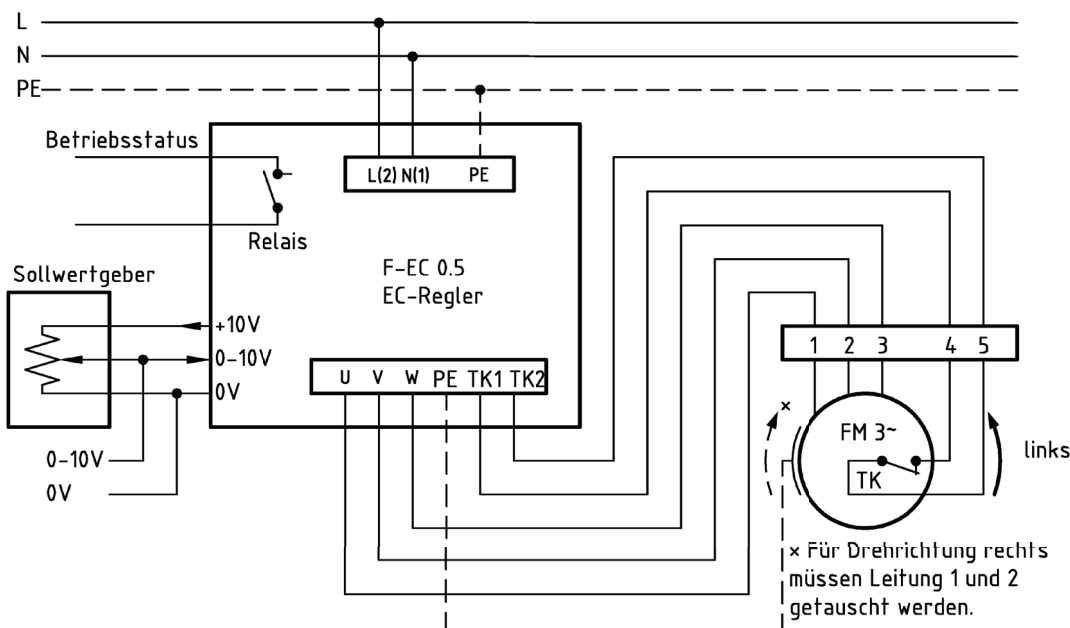 L
N
PE
Betriebsstatus
L(2) N(1) PE
Relais
Sollwertgeber
F-EC 0.5
EC-Regler
+10V
0-10V
0V
U V W PE TK1 TK2
1 2 3 4 5
×
FM 3~
TK
links
0-10V
0V
× Für Drehrichtung rechts
müssen Leitung 1 und 2
getauscht werden.